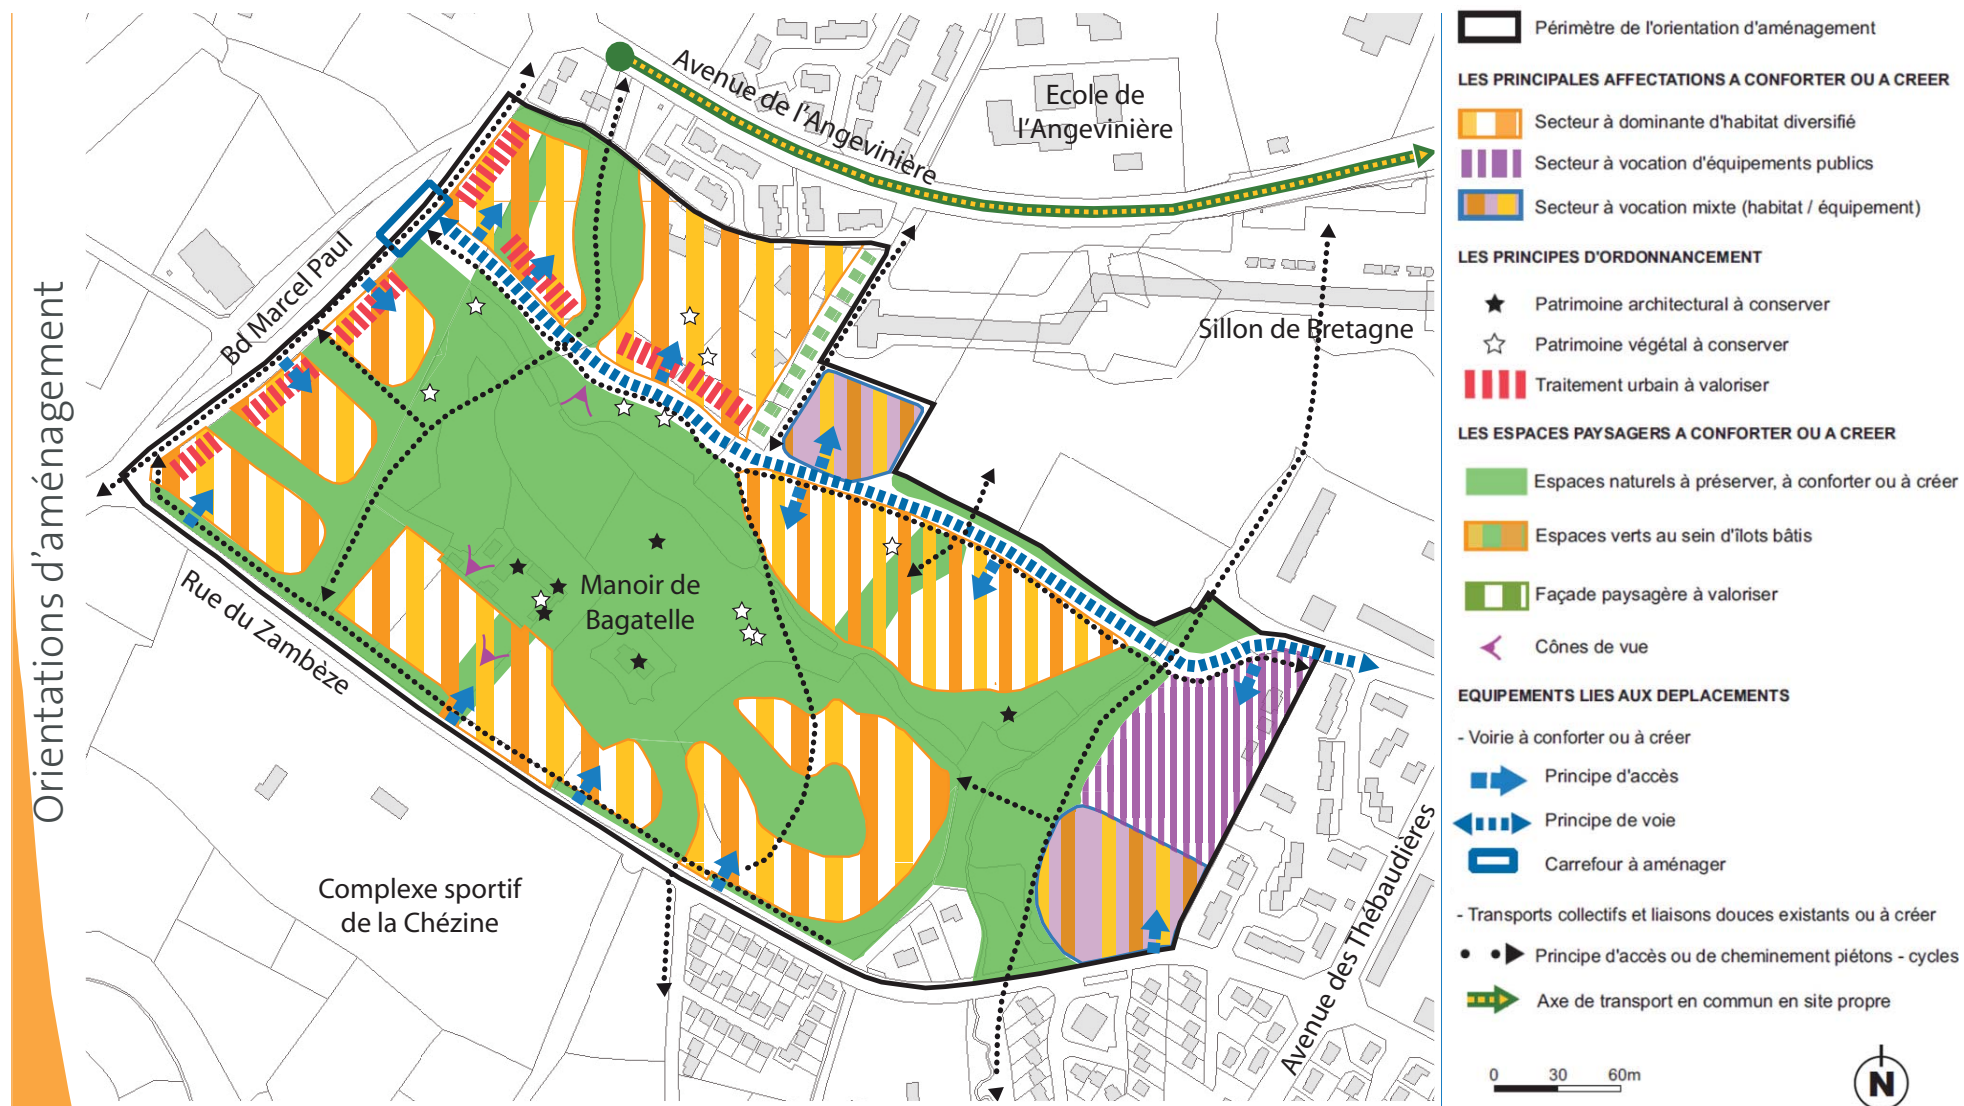 Orientations d'aménagement
Avenue de l'Angevinière
Ecole de
l'Angevinière
Bd Marcel Paul
Sillon de Bretagne
Manoir de
Bagatelle
Rue du Zambèze
Complexe sportif
de la Chézine
Avenue des Thébaudières
Périmètre de l'orientation d'aménagement
LES PRINCIPALES AFFECTATIONS A CONFORTER OU A CREER
Secteur à dominante d'habitat diversifié
Secteur à vocation d'équipements publics
Secteur à vocation mixte (habitat / équipement)
LES PRINCIPES D'ORDONNANCEMENT
Patrimoine architectural à conserver
Patrimoine végétal à conserver
Traitement urbain à valoriser
LES ESPACES PAYSAGERS A CONFORTER OU A CREER
Espaces naturels à préserver, à conforter ou à créer
Espaces verts au sein d'îlots bâtis
Façade paysagère à valoriser
Cônes de vue
EQUIPEMENTS LIES AUX DEPLACEMENTS
- Voirie à conforter ou à créer
Principe d'accès
Principe de voie
Carrefour à aménager
- Transports collectifs et liaisons douces existants ou à créer
Principe d'accès ou de cheminement piétons - cycles
Axe de transport en commun en site propre
0 30 60m
N